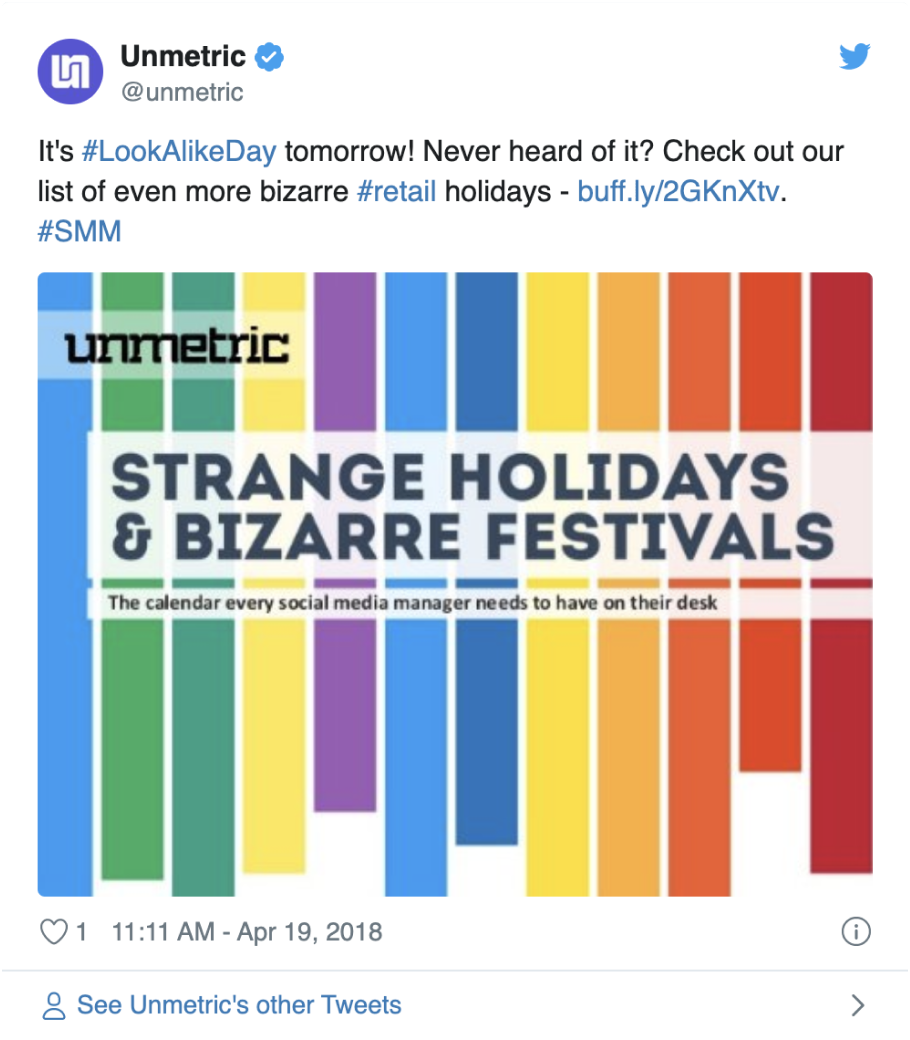 Unmetric
@unmetric
It's #LookAlikeDay tomorrow! Never heard of it? Check out our
list of even more bizarre #retail holidays - buff.ly/2GKnXtv.
#SMM
unmetric
STRANGE HOLIDAYS
& BIZARRE FESTIVALS
The calendar every social media manager needs to have on their desk
1 11:11 AM - Apr 19, 2018
See Unmetric's other Tweets